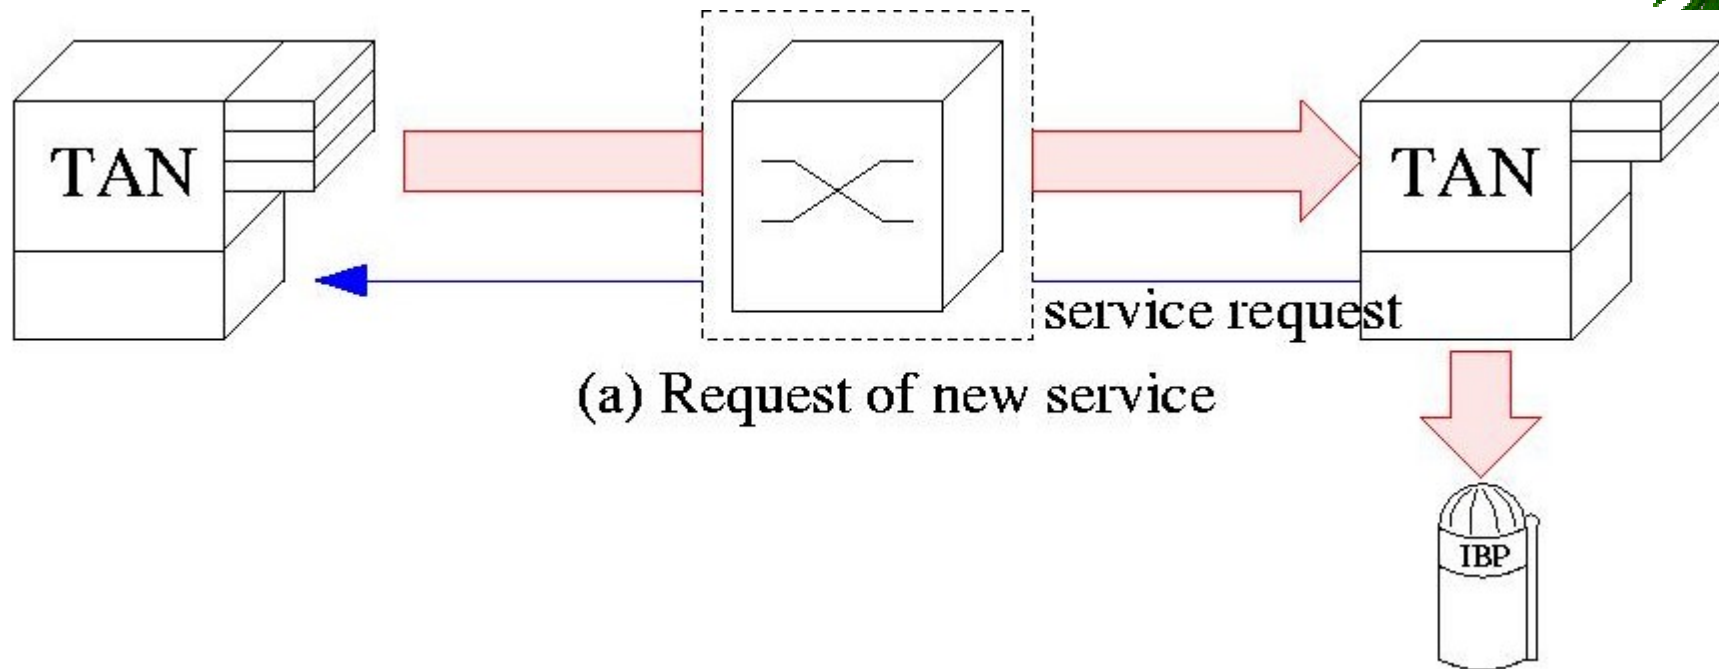 TAN
TAN
service request
(a) Request of new service
IBP